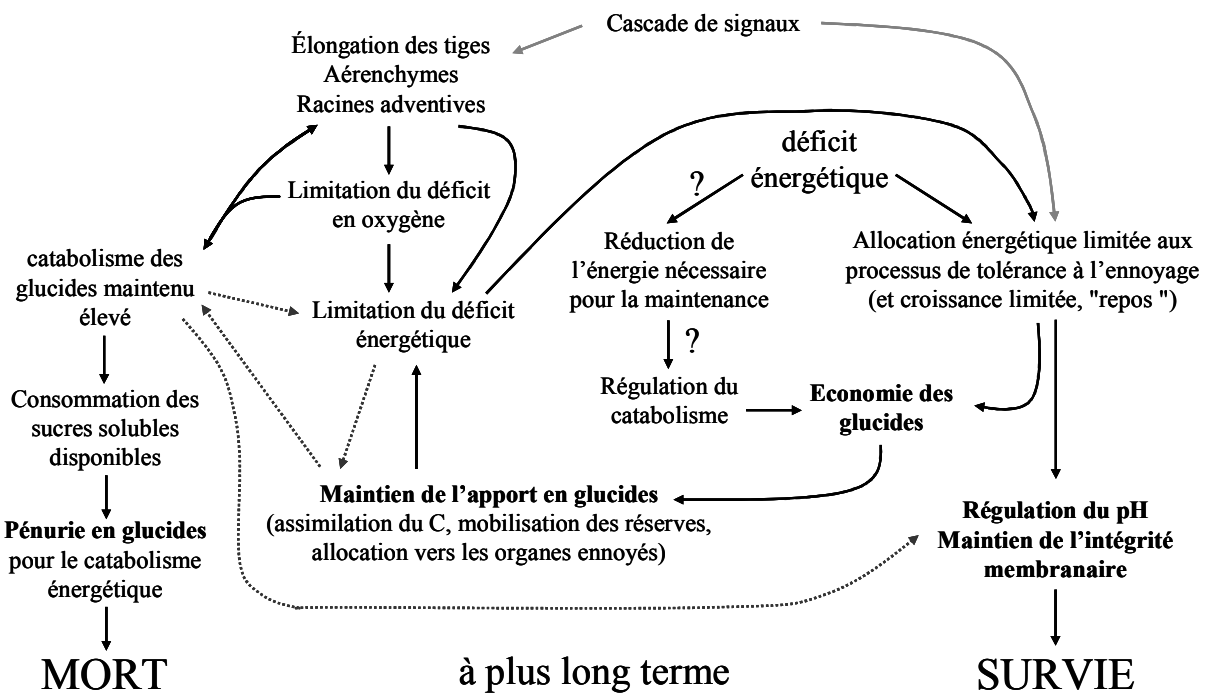 Cascade de signaux
Élongation des tiges
Aérenchymes
Racines adventives
déficit
énergétique
?
Limitation du déficit
en oxygène
Réduction de
l'énergie nécessaire
pour la maintenance
Allocation énergétique limitée aux
processus de tolérance à l'ennoyage
(et croissance limitée, "repos ")
catabolisme des
glucides maintenu
élevé
Limitation du déficit
énergétique
?
Régulation du
catabolisme
Economie des
glucides
Consommation des
sucres solubles
disponibles
Maintien de l'apport en glucides
(assimilation du C, mobilisation des réserves,
allocation vers les organes ennoyés)
Régulation du pH
Maintien de l'intégrité
membranaire
Pénurie en glucides
pour le catabolisme
énergétique
MORT
à plus long terme
SURVIE